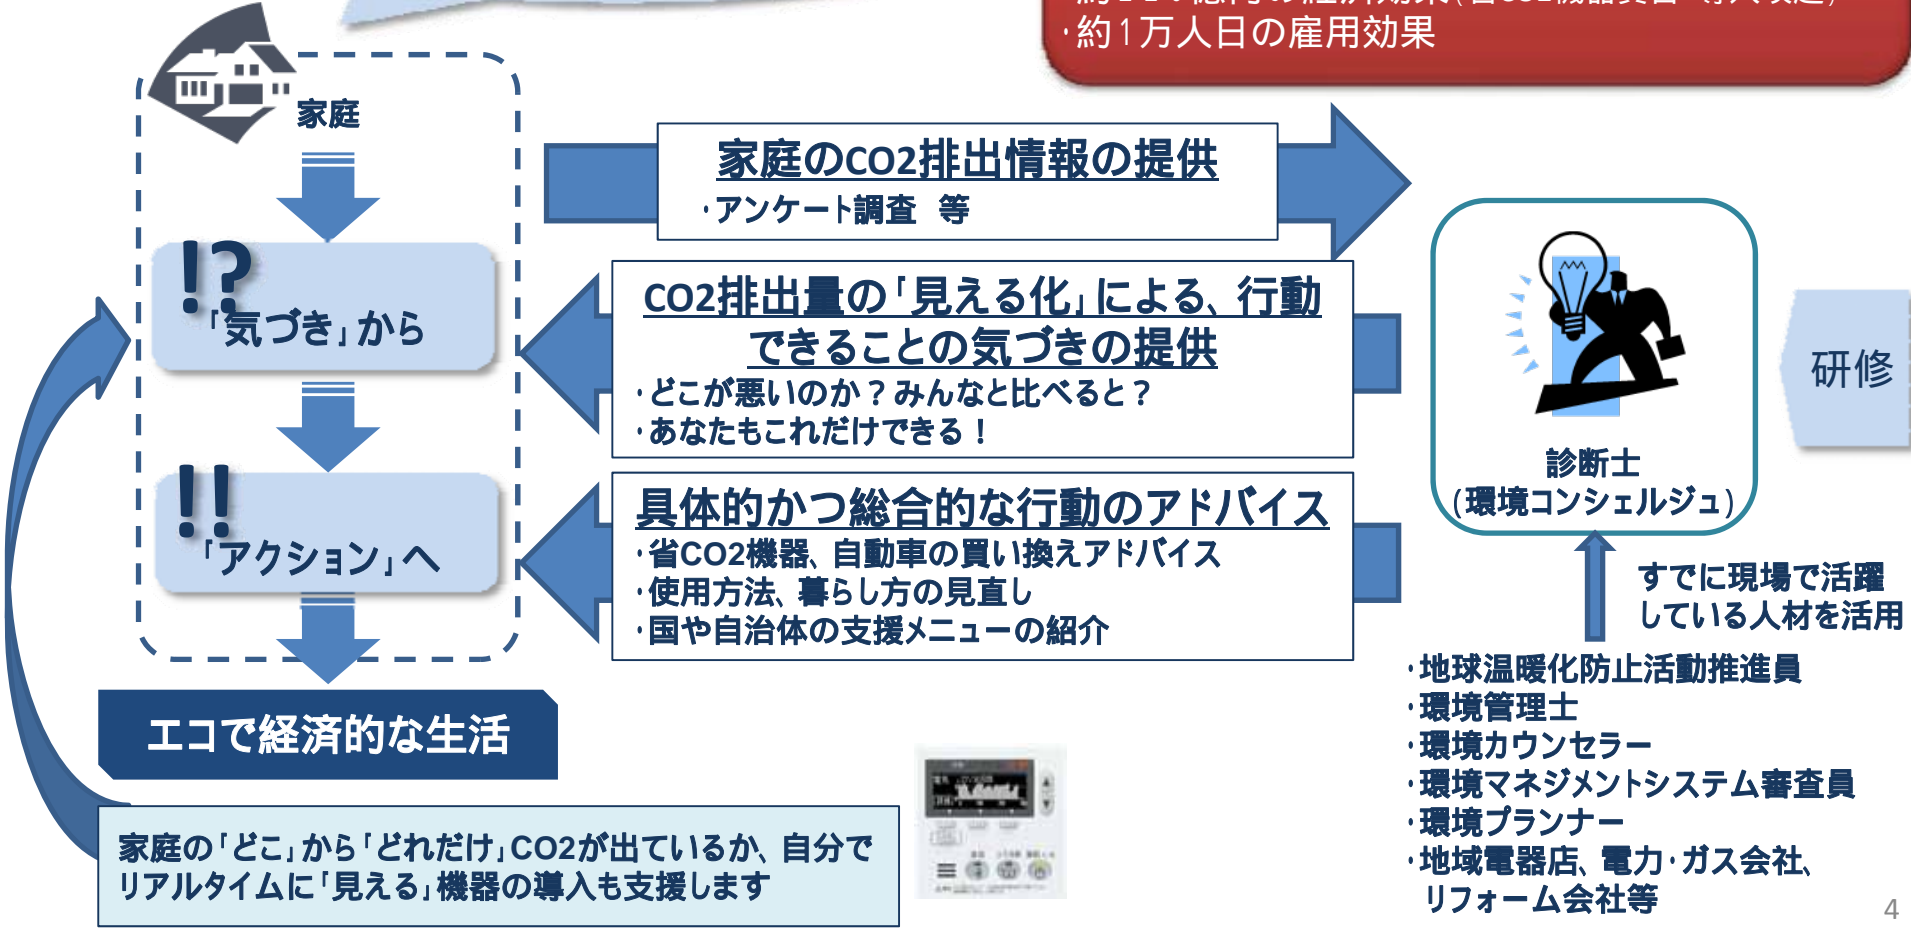 ・約1万人日の雇用効果
家庭
家庭のCO2排出情報の提供
・アンケート調査 等
!?
「気づき」から
CO2排出量の「見える化」による、行動
できることの気づきの提供
・どこが悪いのか?みんなと比べると?
・あなたもこれだけできる!
!!
「アクション」へ
具体的かつ総合的な行動のアドバイス
・省CO2機器、自動車の買い換えアドバイス
・使用方法、暮らし方の見直し
・国や自治体の支援メニューの紹介
診断士
(環境コンシェルジュ)
研修
すでに現場で活躍
している人材を活用
・地球温暖化防止活動推進員
・環境管理士
・環境カウンセラー
・環境マネジメントシステム審査員
・環境プランナー
・地域電器店、電力・ガス会社、
リフォーム会社等
エコで経済的な生活
家庭の「どこ」から「どれだけ」CO2が出ているか、自分で
リアルタイムに「見える」機器の導入も支援します
4